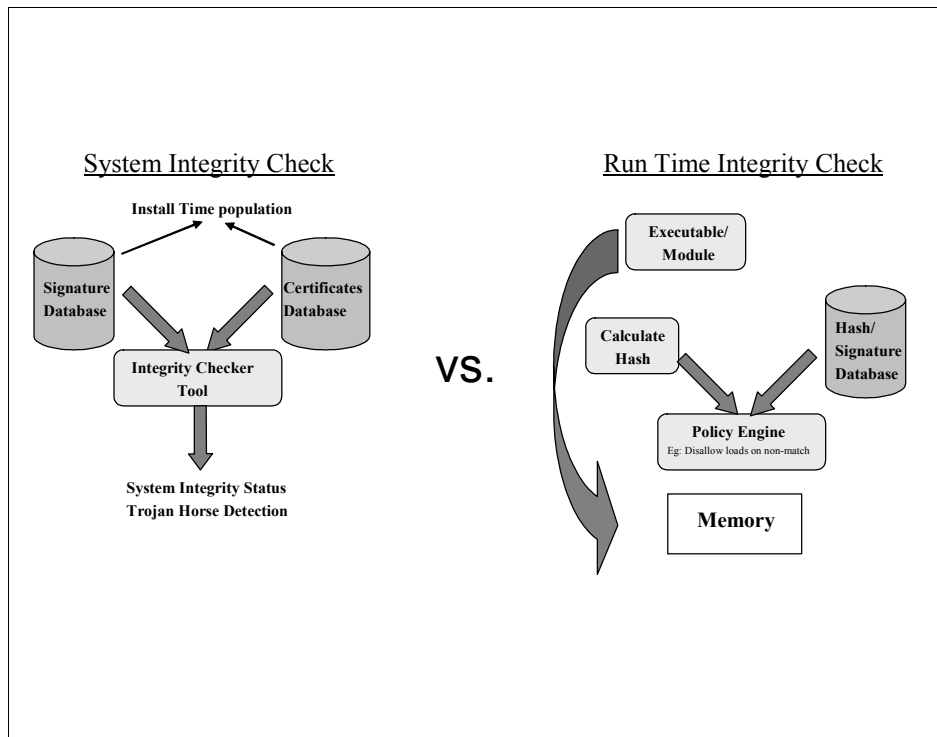 System Integrity Check
Install Time population
Signature
Database
Certificates
Database
Integrity Checker
Tool
System Integrity Status
Trojan Horse Detection
vs.
Run Time Integrity Check
Executable/
Module
Calculate
Hash
Hash/
Signature
Database
Policy Engine
Eg: Disallow loads on non-match
Memory